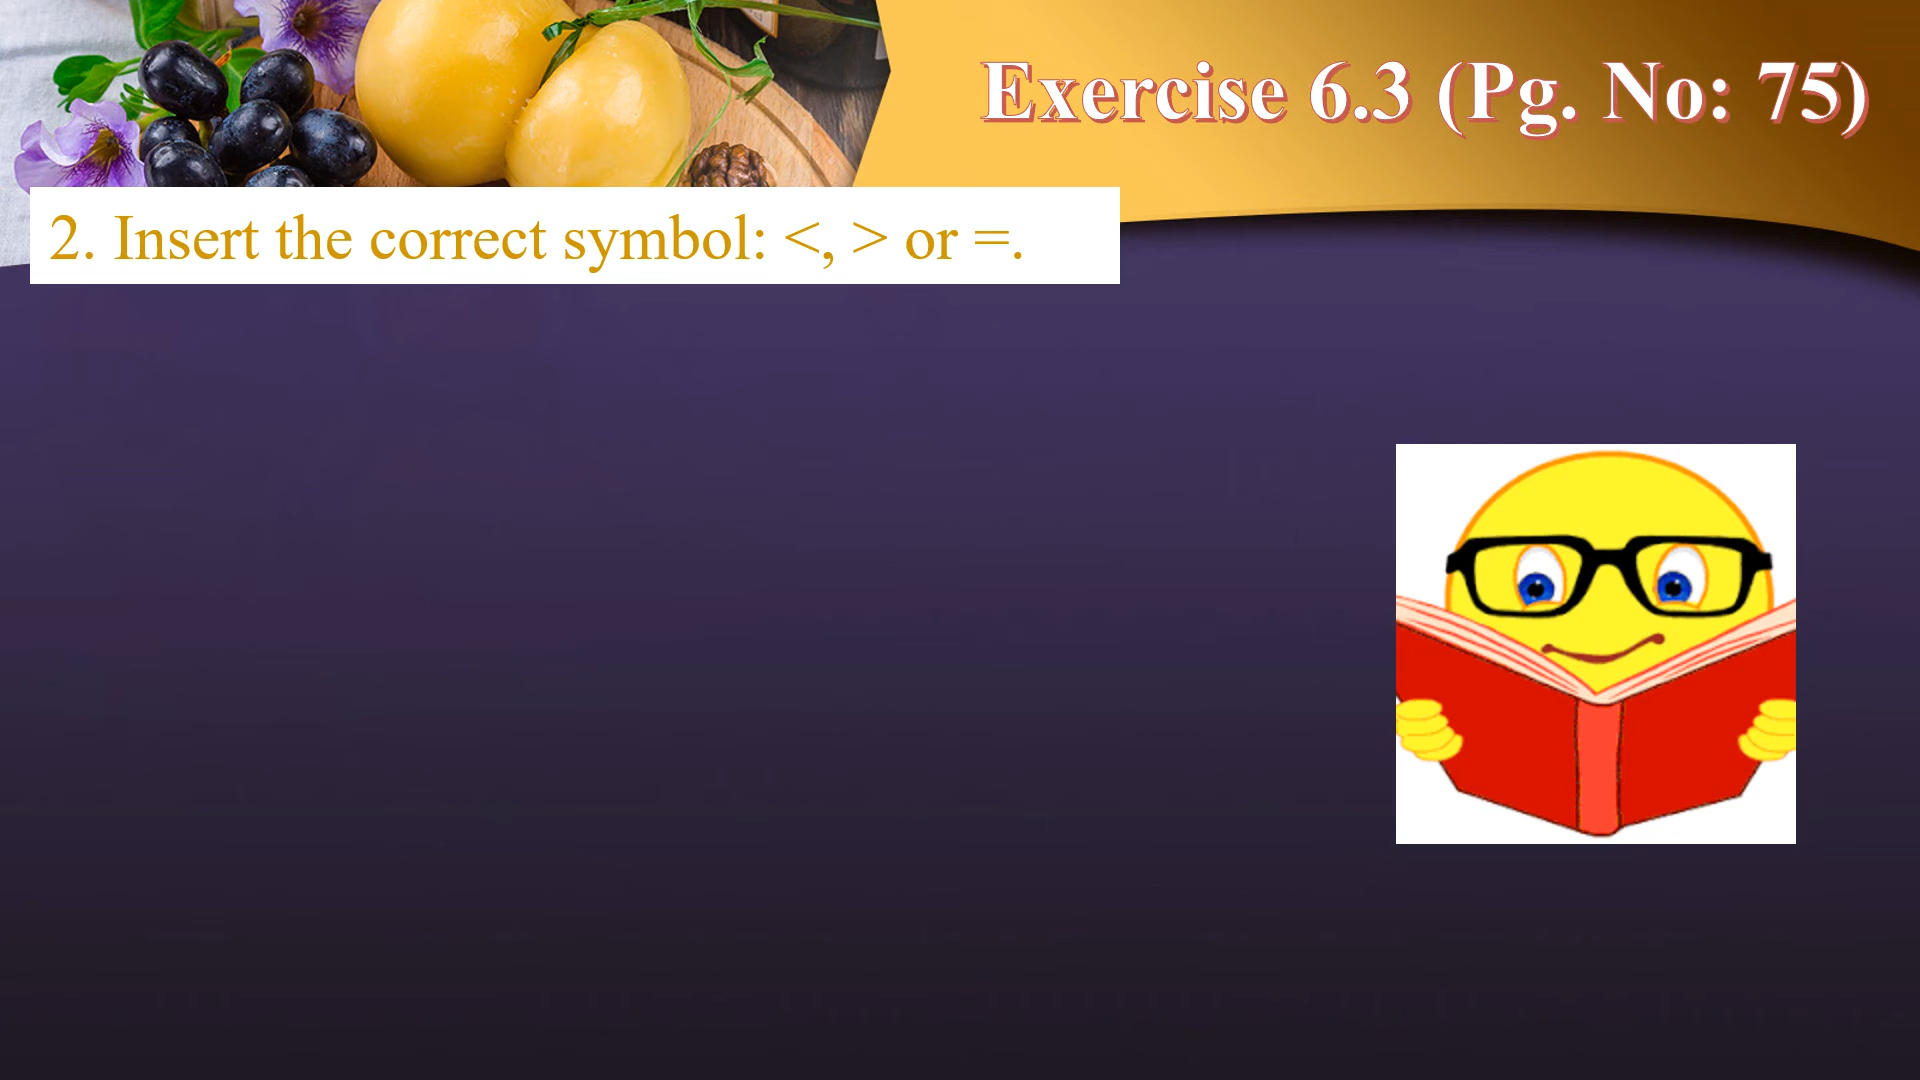 Exercise 6.3 (Pg. No: 75)
2. Insert the correct symbol: <, > or =.